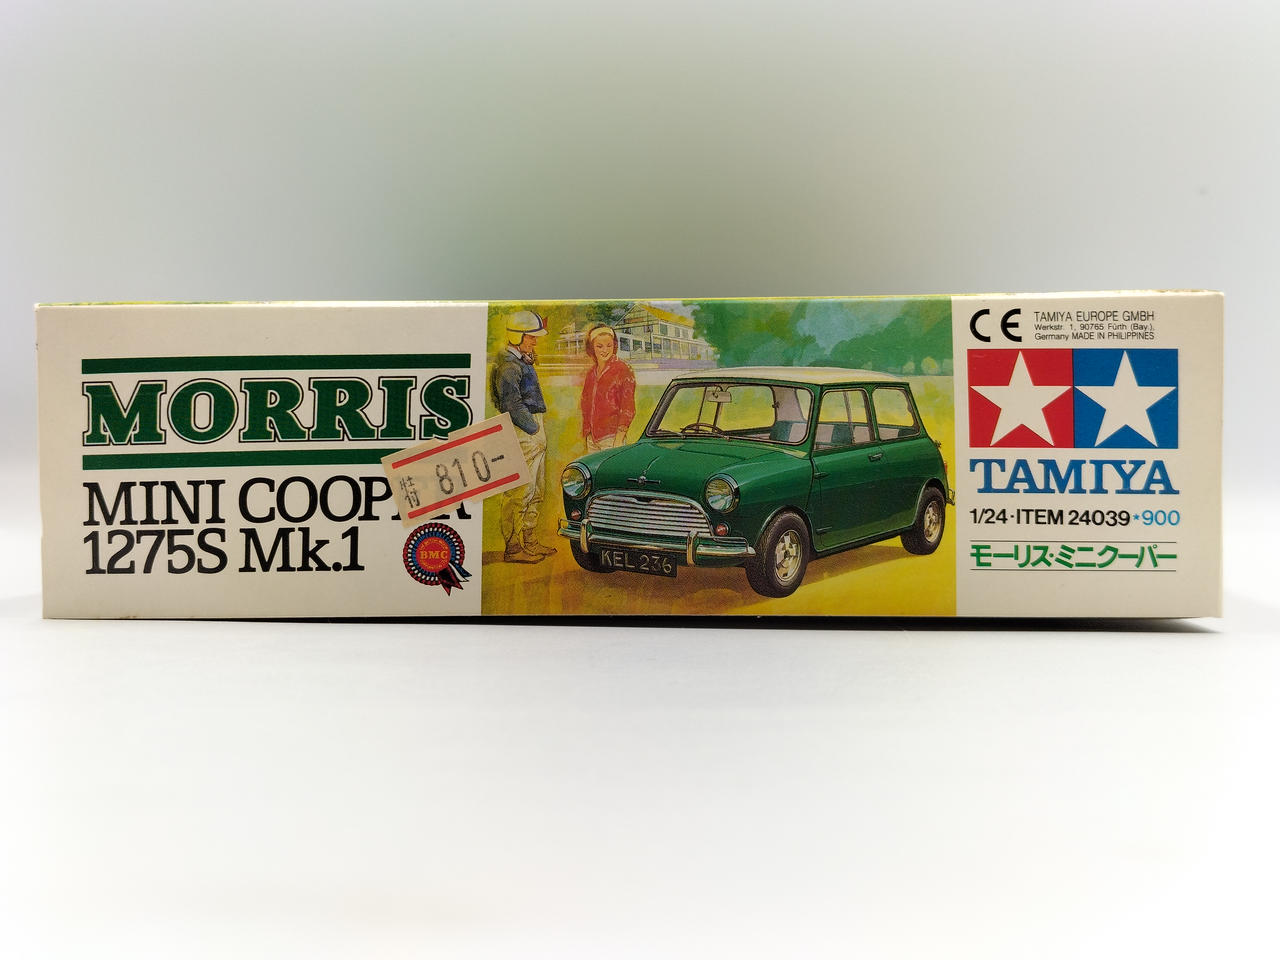 MORRIS
MINI COOP
1275S Mk.1
特 810-
BMC
KEL 236
CE
TAMIYA EUROPE GMBH
Werkstr. 1, 90765 Fürth (Bay.),
Germany MADE IN PHILIPPINES
TAMIYA
1/24·ITEM 24039★900
モーリス・ミニクーパー